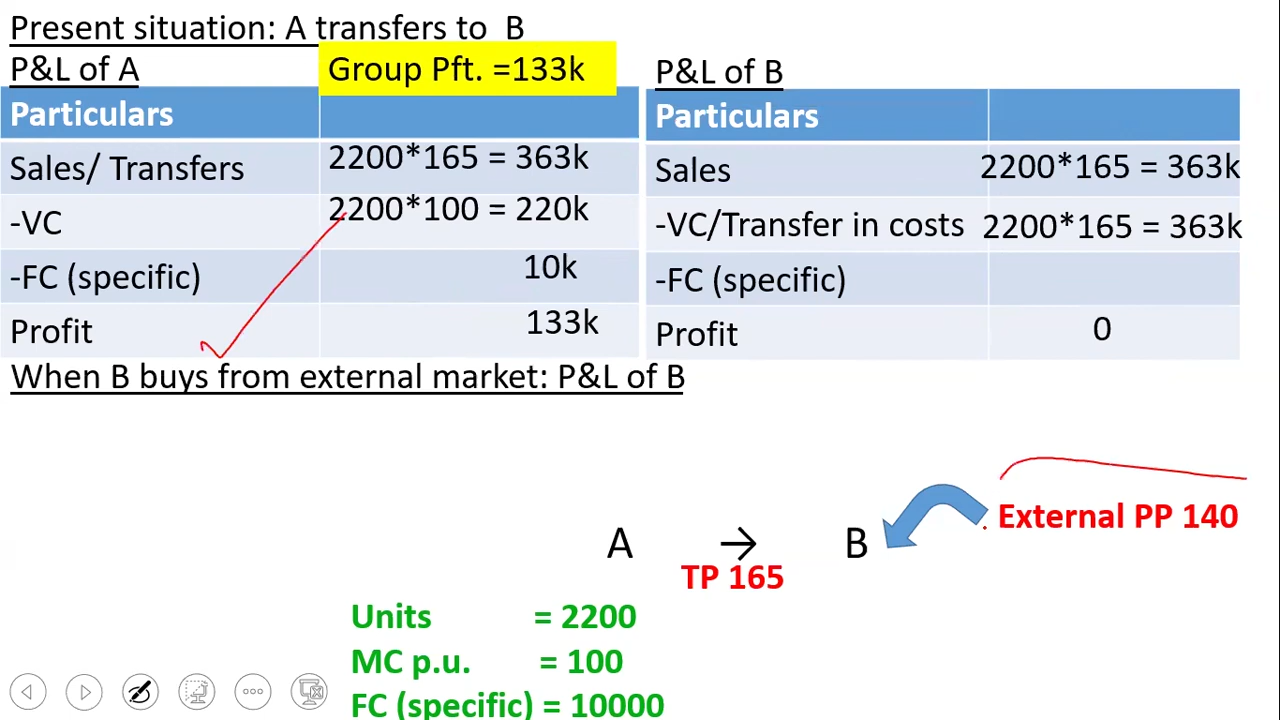 Present situation: A transfers to B
P&L of A
Group Pft. =133k
Particulars
Sales/ Transfers 2200*165 = 363k
-VC 2200*100 = 220k
-FC (specific) 10k
Profit 133k
P&L of B
Particulars
Sales 2200*165 = 363k
-VC/Transfer in costs 2200*165 = 363k
-FC (specific)
Profit 0
When B buys from external market: P&L of B
External PP 140
A → B
TP 165
Units = 2200
MC p.u. = 100
FC (specific) = 10000